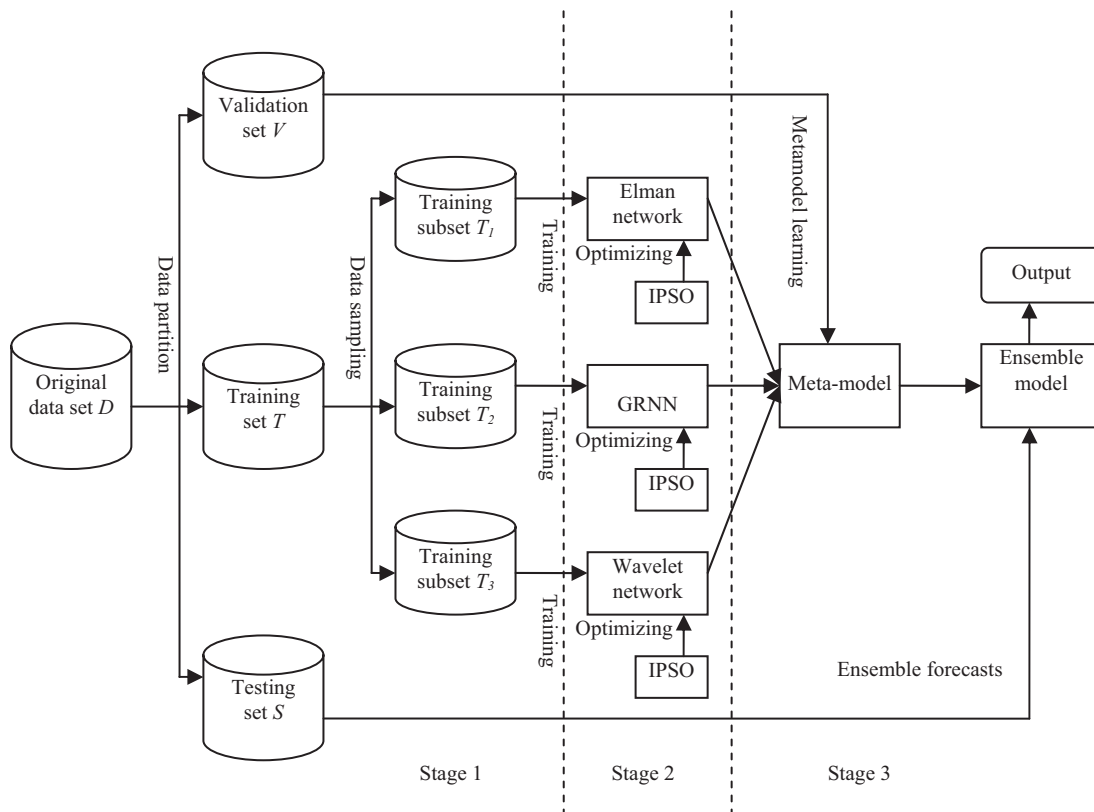 Validation
set V
Metamodel learning
Training
subset T1
Training
Elman
network
Optimizing
IPSO
Output
Data partition
Data sampling
Original
data set D
Training
set T
Training
subset T2
Training
GRNN
Optimizing
IPSO
Meta-model
Ensemble
model
Training
subset T3
Training
Wavelet
network
Optimizing
IPSO
Testing
set S
Ensemble forecasts
Stage 1
Stage 2
Stage 3